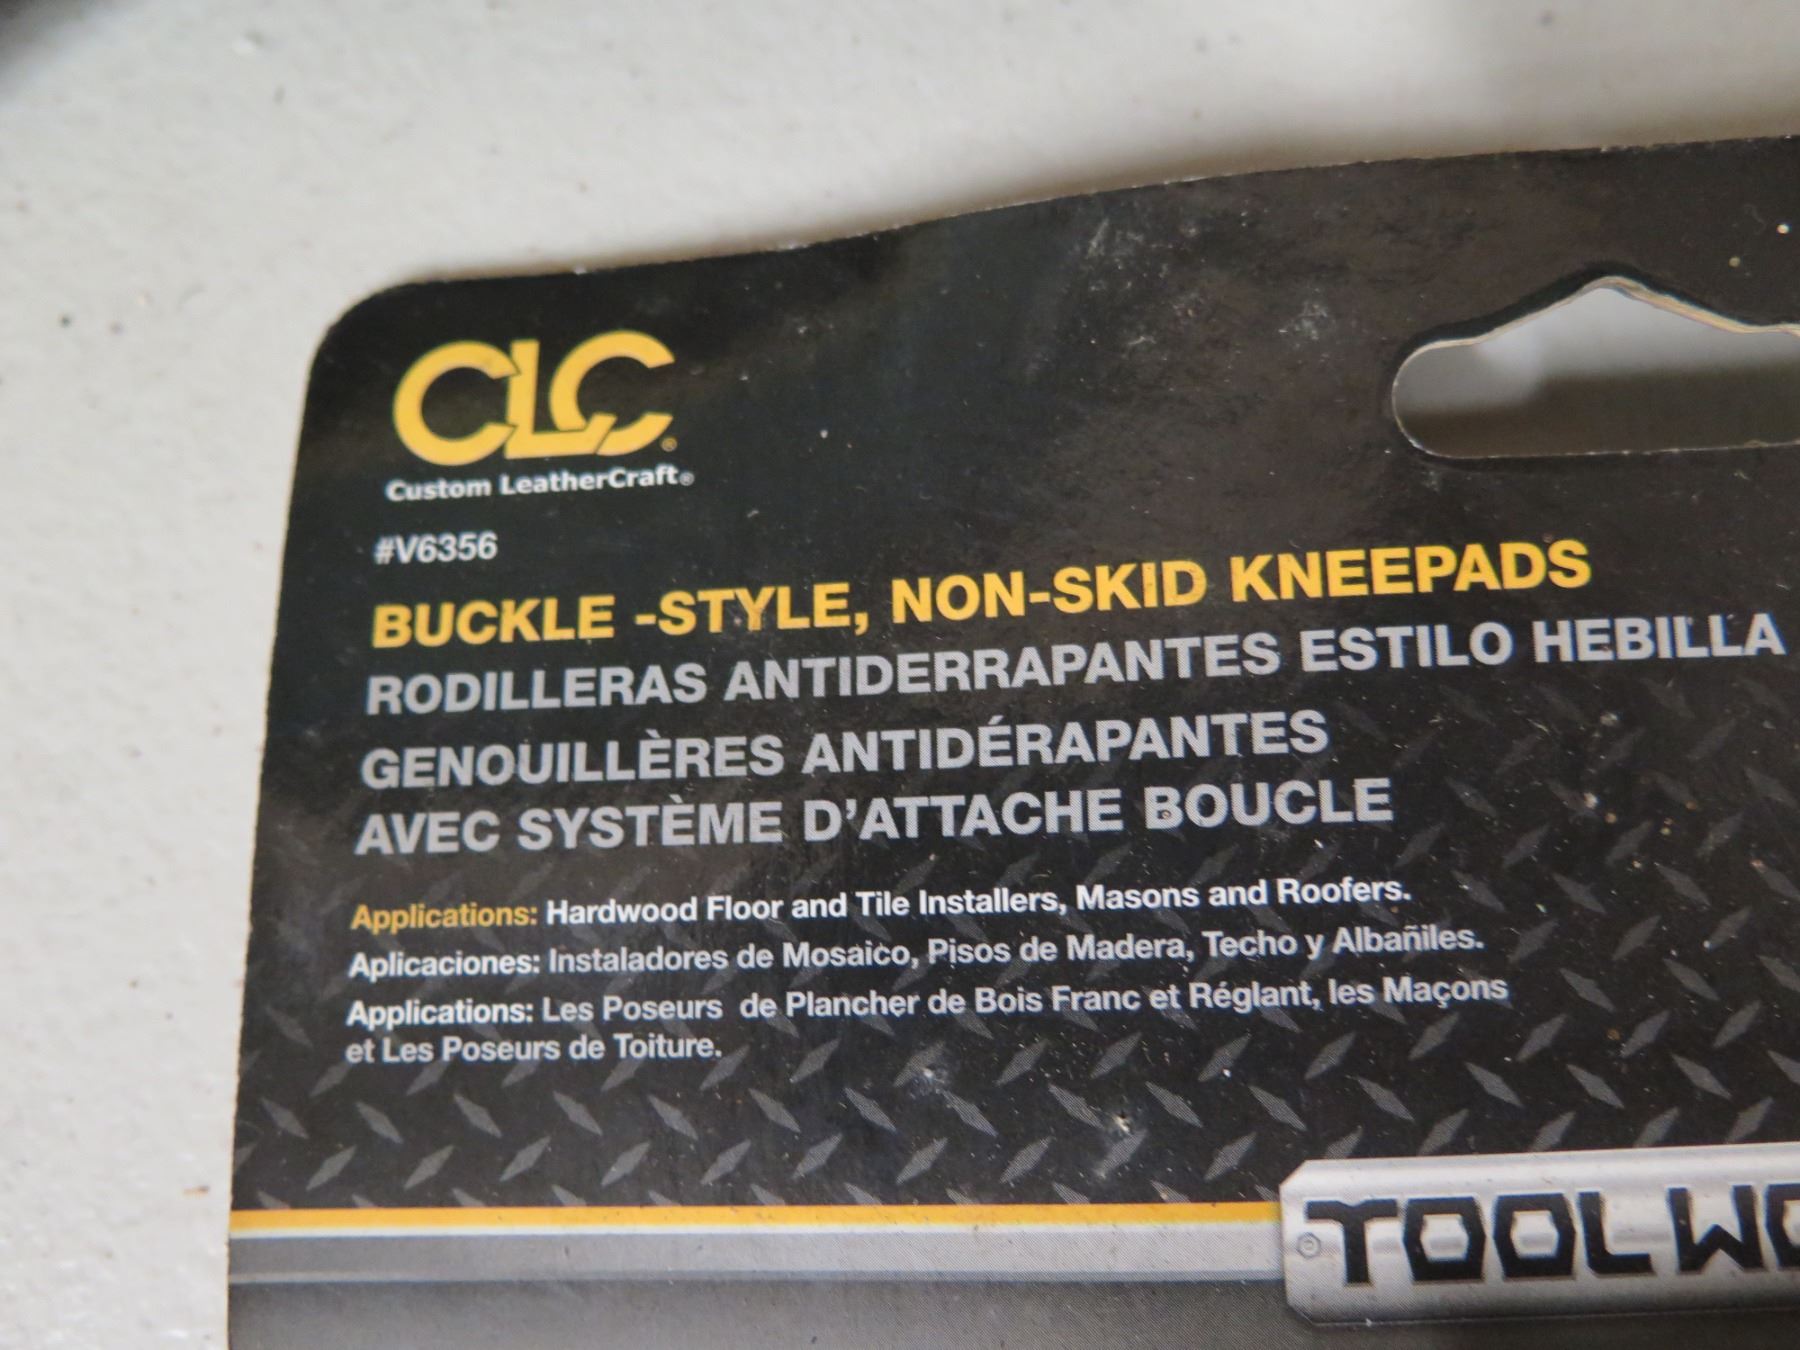 CLC®
Custom LeatherCraft®
#V6356
BUCKLE -STYLE, NON-SKID KNEEPADS
RODILLERAS ANTIDERRAPANTES ESTILO HEBILLA
GENOUILLÈRES ANTIDÉRAPANTES
AVEC SYSTÈME D'ATTACHE BOUCLE
Applications: Hardwood Floor and Tile Installers, Masons and Roofers.
Aplicaciones: Instaladores de Mosaico, Pisos de Madera, Techo y Albañiles.
Applications: Les Poseurs de Plancher de Bois Franc et Réglant, les Maçons
et Les Poseurs de Toiture.
TOOL